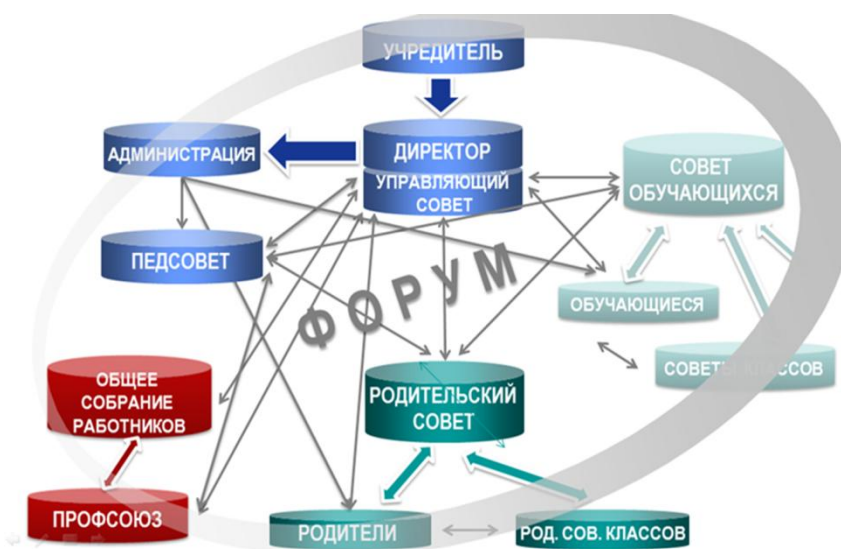 УЧРЕДИТЕЛЬ
АДМИНИСТРАЦИЯ
ДИРЕКТОР
УПРАВЛЯЮЩИЙ
СОВЕТ
СОВЕТ
ОБУЧАЮЩИХСЯ
ПЕДСОВЕТ
ФОРУМ
ОБУЧАЮЩИЕСЯ
СОВЕТЫ КЛАССОВ
ОБЩЕЕ
СОБРАНИЕ
РАБОТНИКОВ
РОДИТЕЛЬСКИЙ
СОВЕТ
ПРОФСОЮЗ
РОДИТЕЛИ
РОД. СОВ. КЛАССОВ